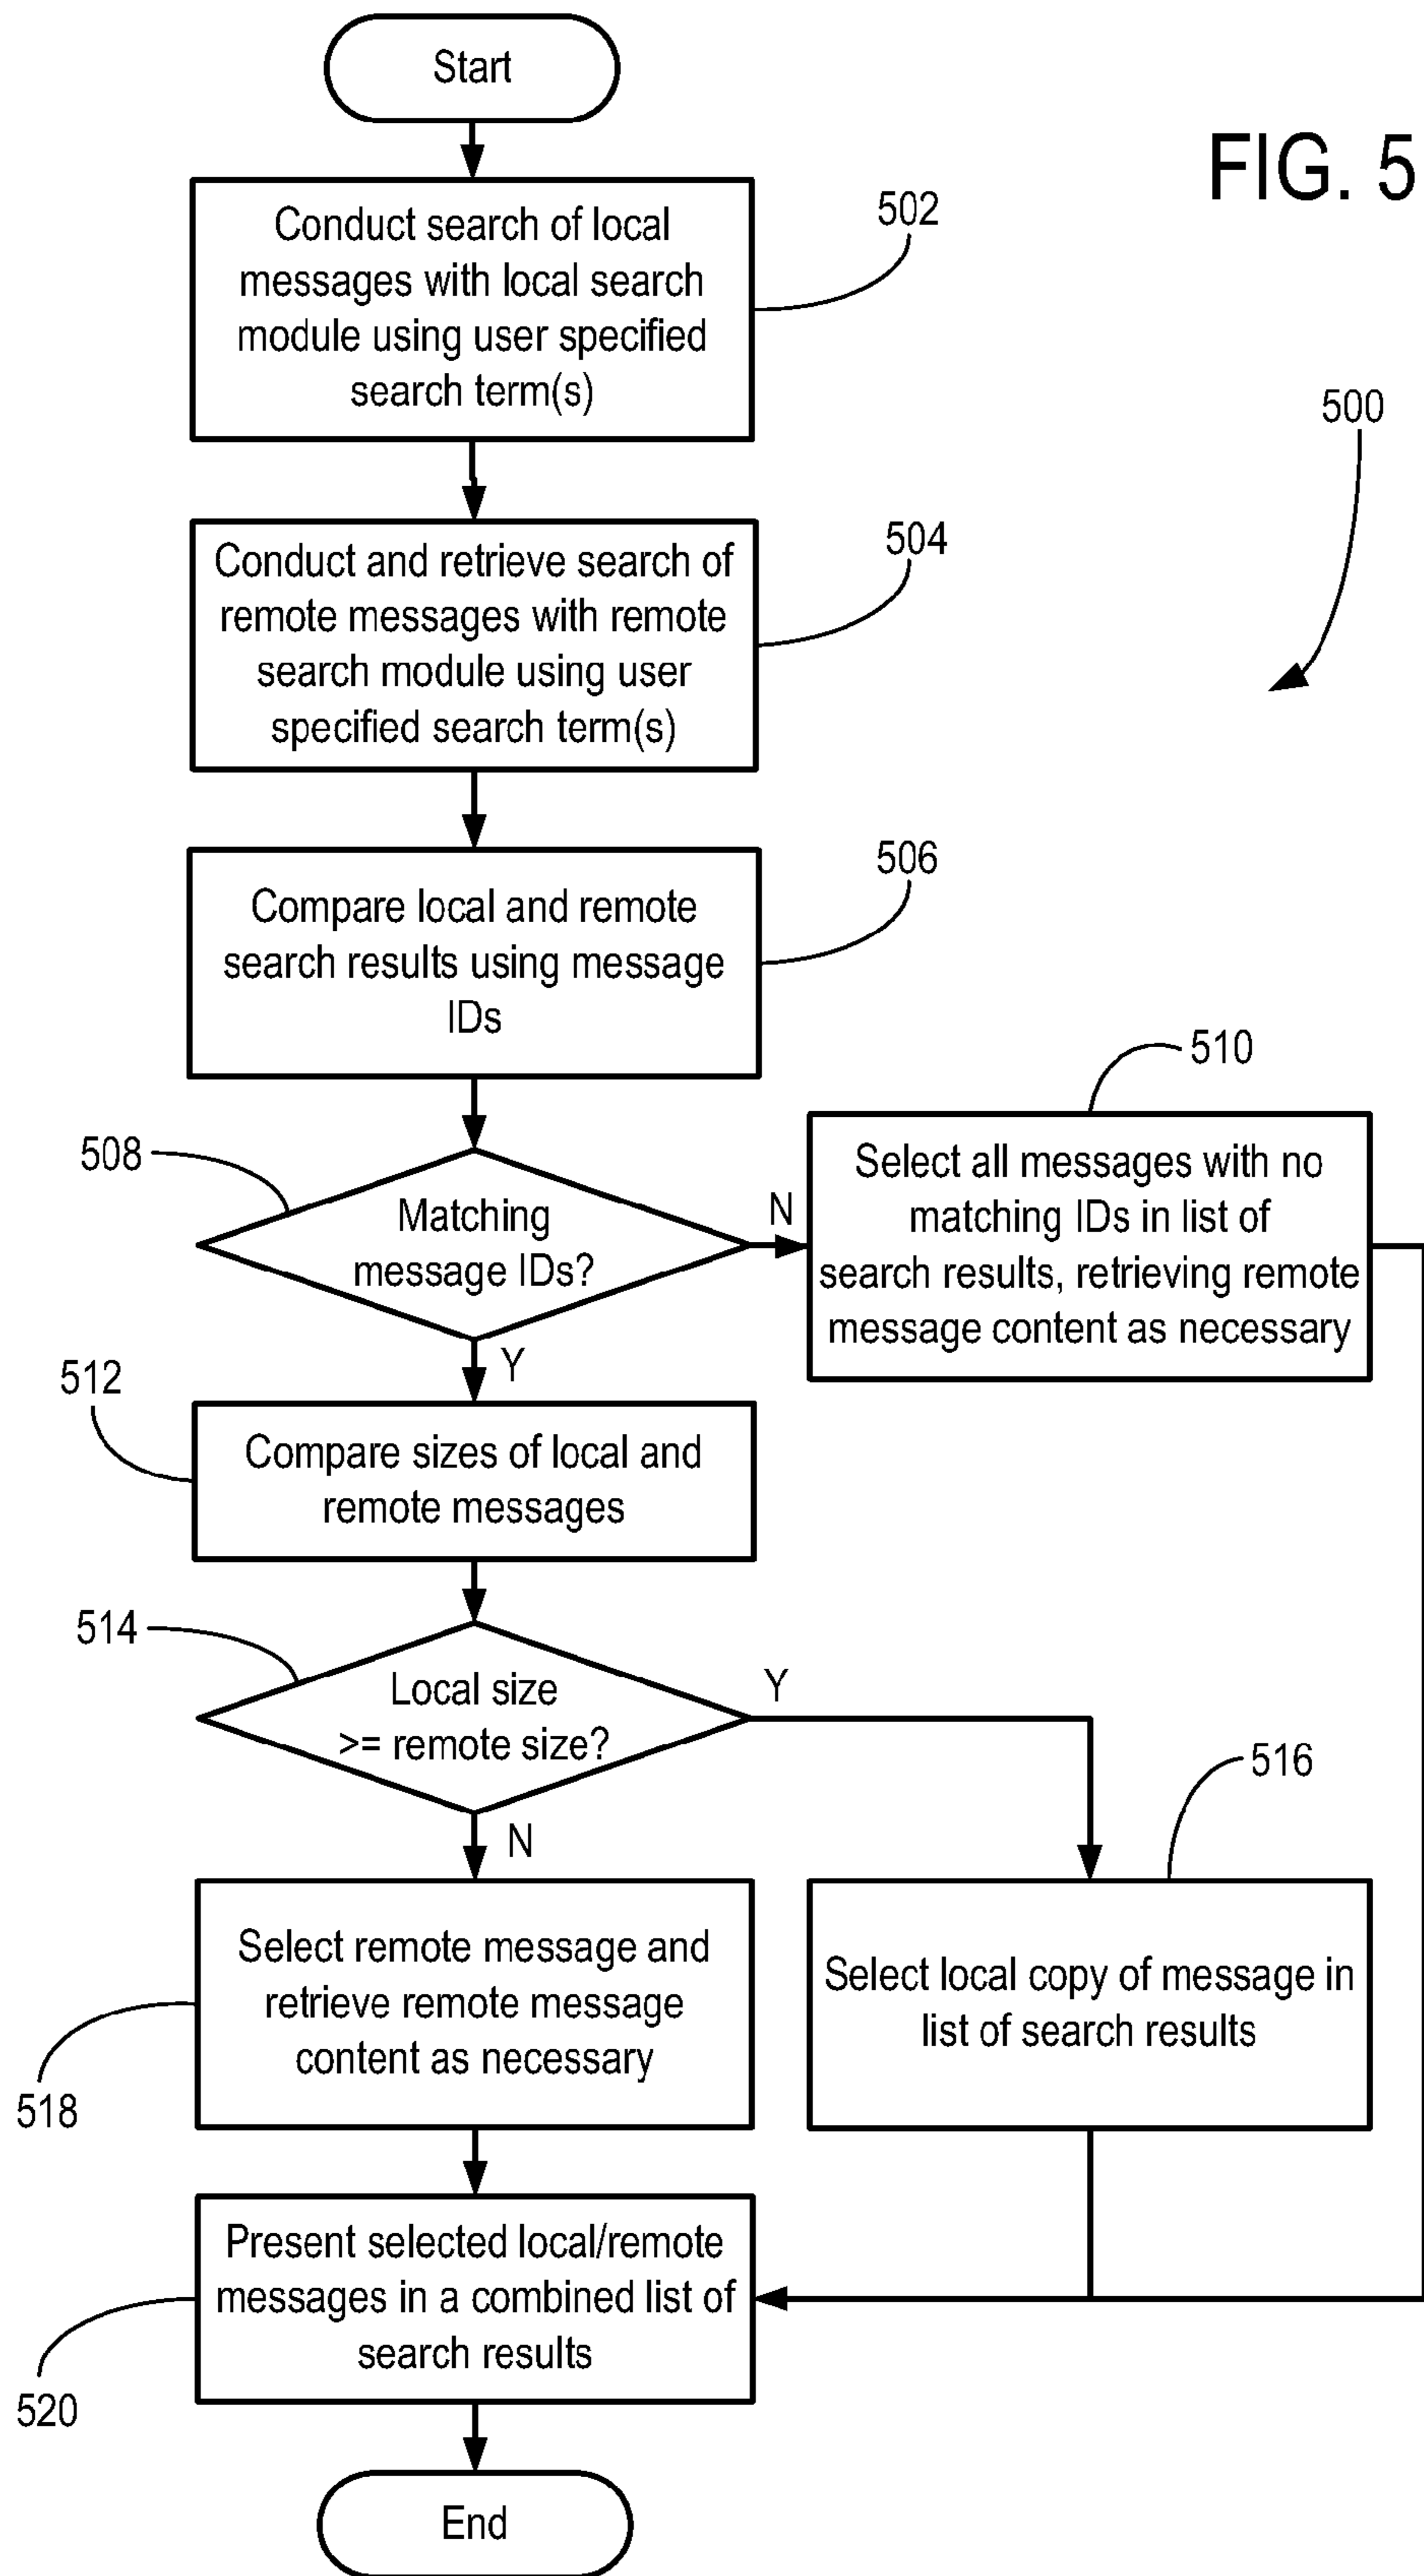 Start
FIG. 5
Conduct search of local
messages with local search
module using user specified
search term(s)
502
500
Conduct and retrieve search of
remote messages with remote
search module using user
specified search term(s)
504
Compare local and remote
search results using message
IDs
506
508
Matching
message IDs?
N
Y
510
Select all messages with no
matching IDs in list of
search results, retrieving remote
message content as necessary
512
Compare sizes of local and
remote messages
514
Local size
>= remote size?
Y
N
516
Select local copy of message in
list of search results
Select remote message and
retrieve remote message
content as necessary
518
Present selected local/remote
messages in a combined list of
search results
520
End